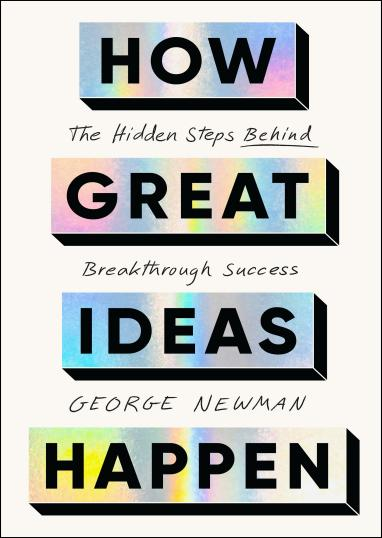 HOW
The Hidden Steps Behind
GREAT
Breakthrough Success
IDEAS
GEORGE NEWMAN
HAPPEN